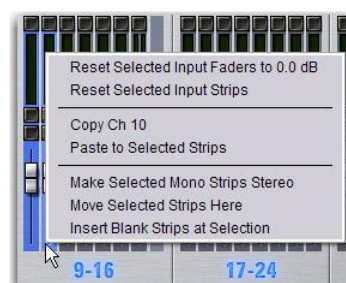 Reset Selected Input Faders to 0.0 dB
Reset Selected Input Strips
Copy Ch 10
Paste to Selected Strips
Make Selected Mono Strips Stereo
Move Selected Strips Here
Insert Blank Strips at Selection
9-16 17-24